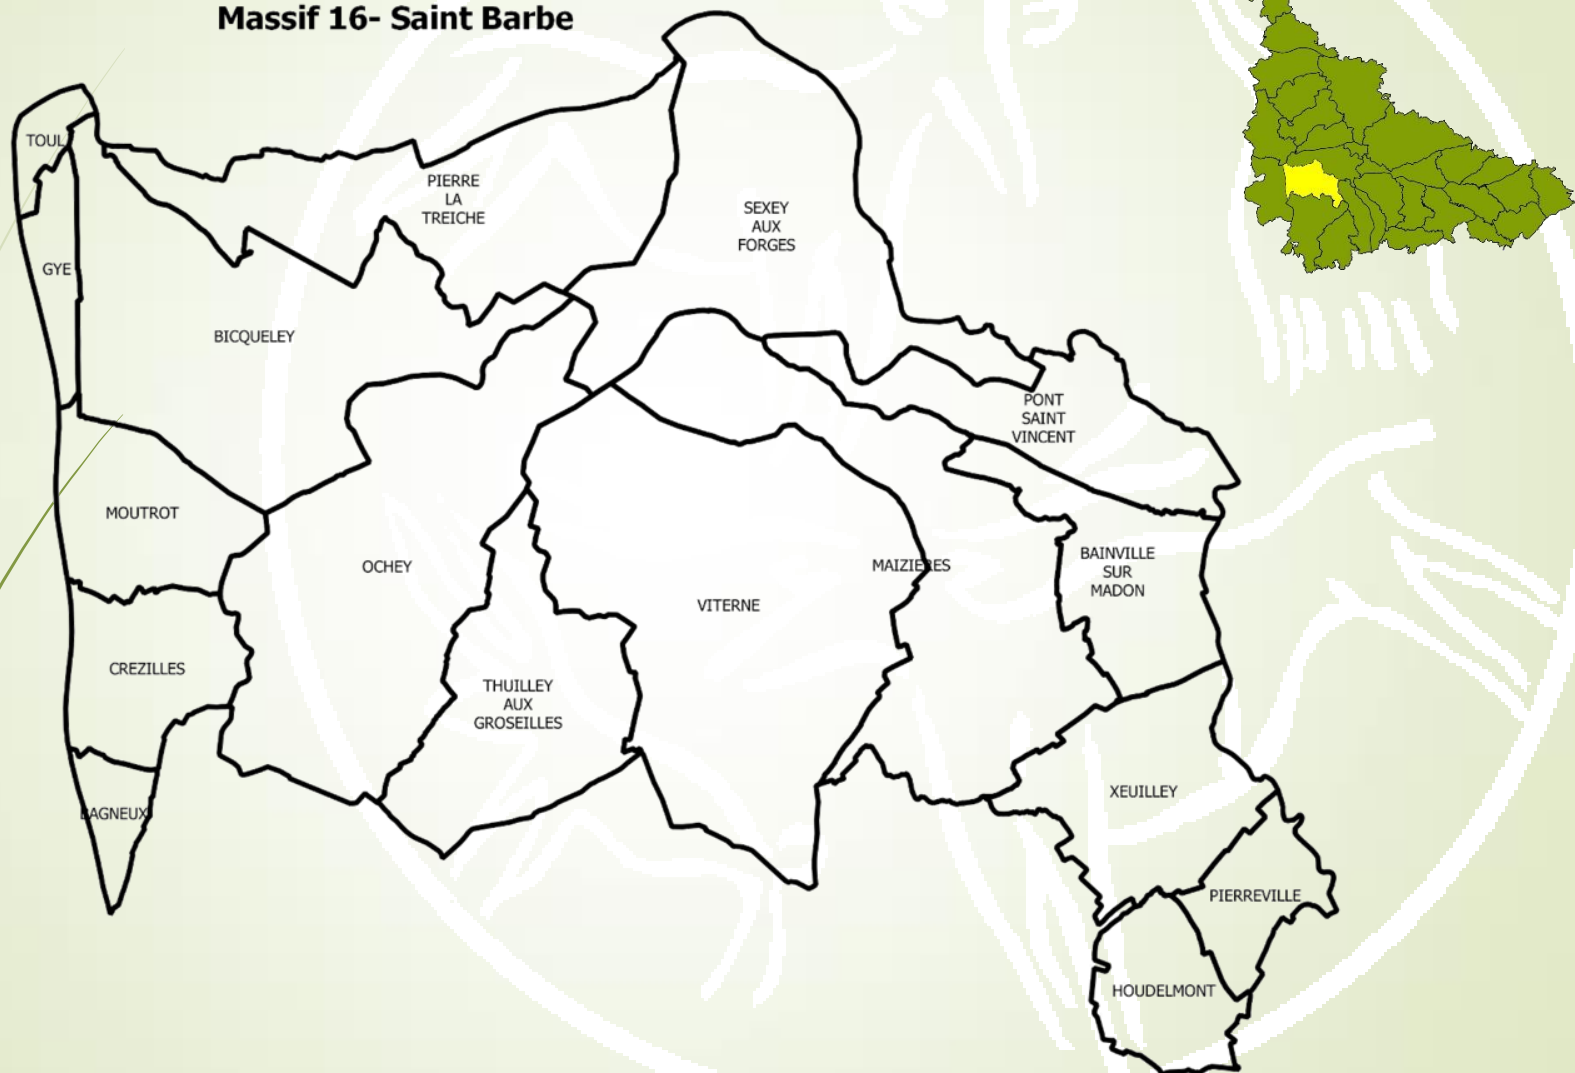 Massif 16- Saint Barbe
TOUL
PIERRE
LA
TREICHE
SEXEY
AUX
FORGES
GYE
BICQUELEY
PONT
SAINT
VINCENT
MOUTROT
OCHEY
MAIZIERES
BAINVILLE
SUR
MADON
VITERNE
CREZILLES
THUILLEY
AUX
GROSEILLES
XEUILLEY
BAGNEUX
PIERREVILLE
HOUDELMONT